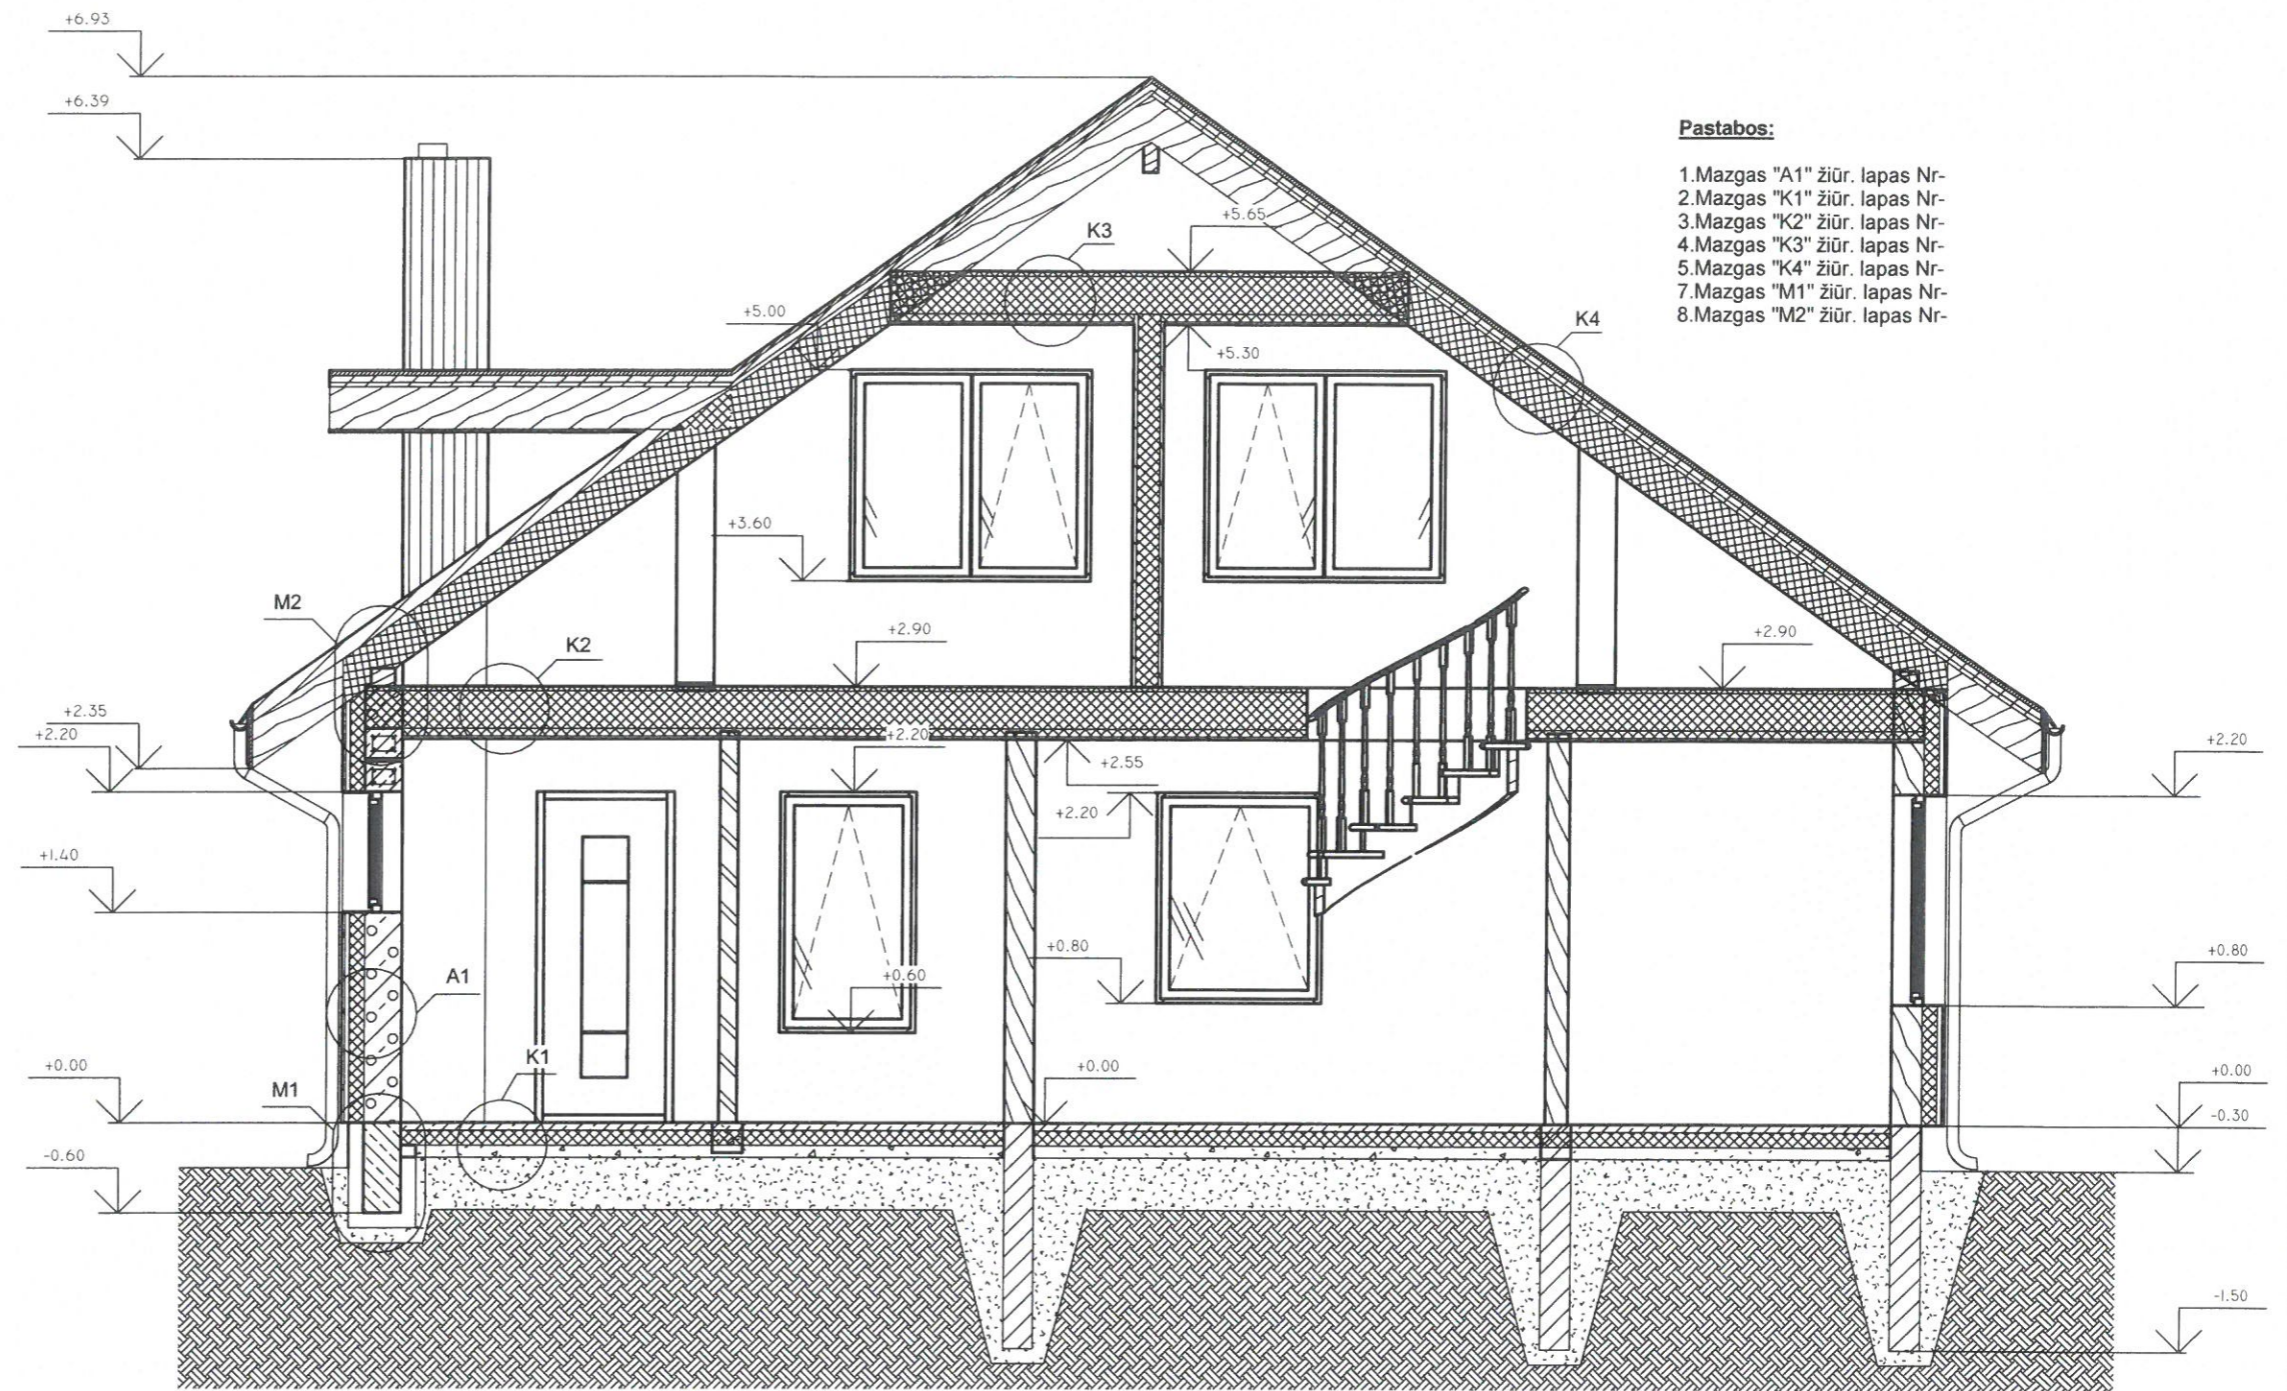 +6.93
+6.39
Pastabos:
1.Mazgas "A1" žiūr. lapas Nr-
2.Mazgas "K1" žiūr. lapas Nr-
3.Mazgas "K2" žiūr. lapas Nr-
4.Mazgas "K3" žiūr. lapas Nr-
5.Mazgas "K4" žiūr. lapas Nr-
7.Mazgas "M1" žiūr. lapas Nr-
8.Mazgas "M2" žiūr. lapas Nr-
+5.65
K3
+5.00
K4
+5.30
+3.60
M2
K2
+2.90
+2.90
+2.35
+2.20
+2.20
+2.55
+2.20
+2.20
+1.40
+0.80
A1
+0.60
+0.80
K1
+0.00
M1
+0.00
+0.00
-0.30
-0.60
-1.50